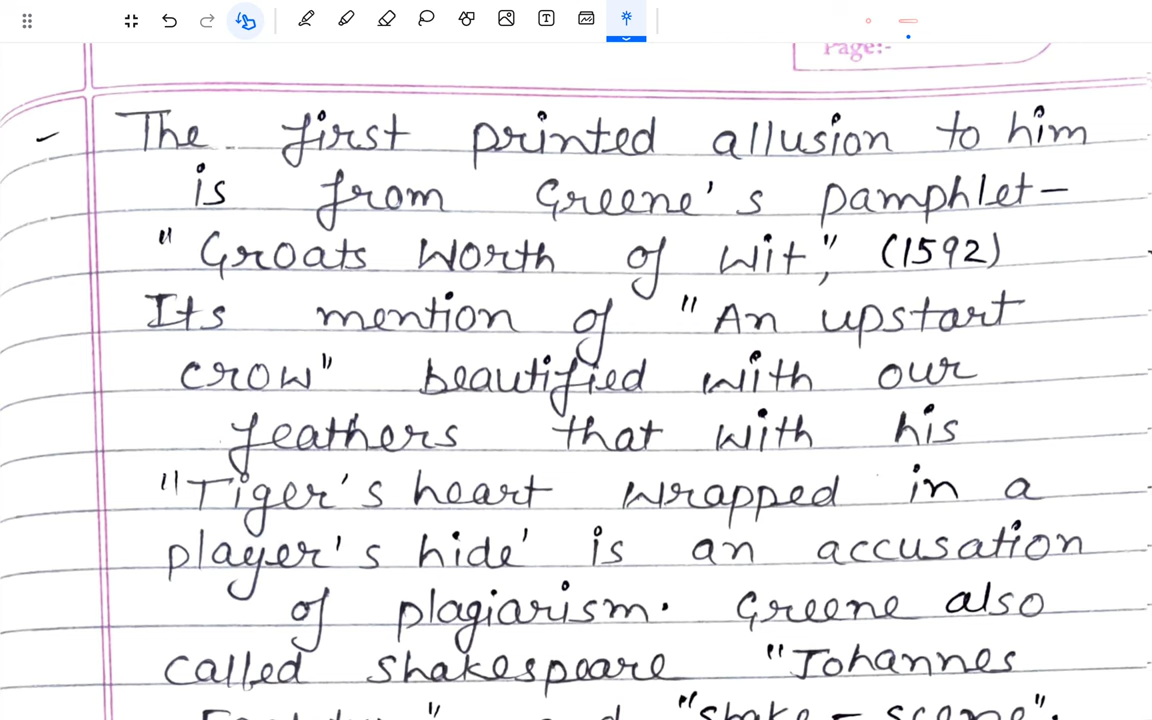 Page:-
- The first printed allusion to him
is from Greene's pamphlet-
"Groats Worth of Wit," (1592)
Its mention of "An upstart
crow" beautified with our
feathers that with his
"Tiger's heart wrapped in a
player's hide' is an accusation
of plagiarism. Greene also
called Shakespeare "Johannes
"shake - scene".